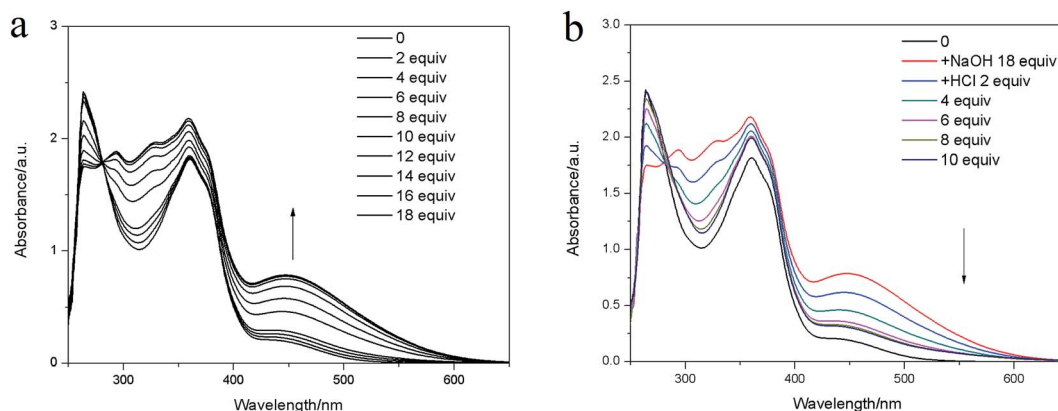 a
3
2
1
0
Absorbance/a.u.
300
400
500
600
Wavelength/nm
0
2 equiv
4 equiv
6 equiv
8 equiv
10 equiv
12 equiv
14 equiv
16 equiv
18 equiv
b
3.0
2.5
2.0
1.5
1.0
0.5
0.0
Absorbance/a.u.
300
400
500
600
Wavelength/nm
0
+NaOH 18 equiv
+HCl 2 equiv
4 equiv
6 equiv
8 equiv
10 equiv